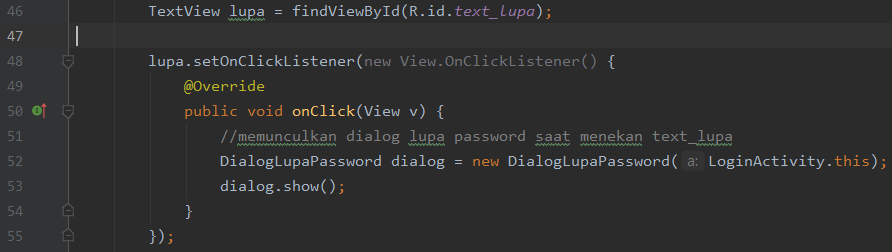 46 TextView lupa = findViewById(R.id.text_lupa);
47
48 lupa.setOnClickListener(new View.OnClickListener() {
49 @Override
50 public void onClick(View v) {
51 //memunculkan dialog lupa password saat menekan text_lupa
52 DialogLupaPassword dialog = new DialogLupaPassword( a: LoginActivity.this);
53 dialog.show();
54 }
55 });